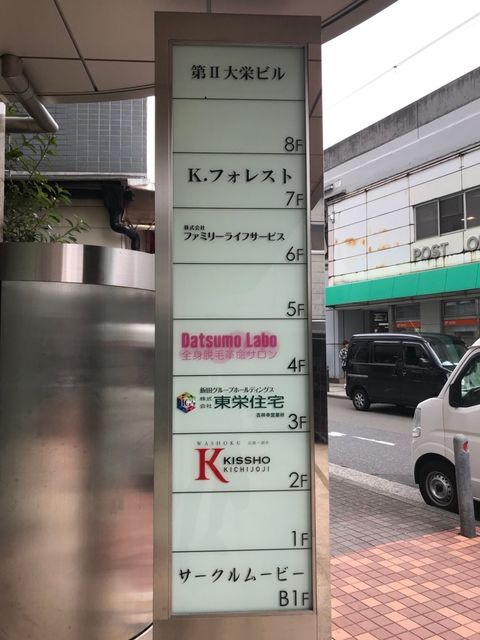 第Ⅱ大栄ビル
8F
K.フォレスト
7F
株式会社
ファミリーライフサービス
6F
5F
Datsumo Labo
全身脱毛革命サロン
4F
飯田グループホールディングス
株式会社 東栄住宅
吉祥寺営業所
3F
WASHOKU
KISSHO
KICHIJOJI
2F
1F
サークルムービー
B1F
POST O